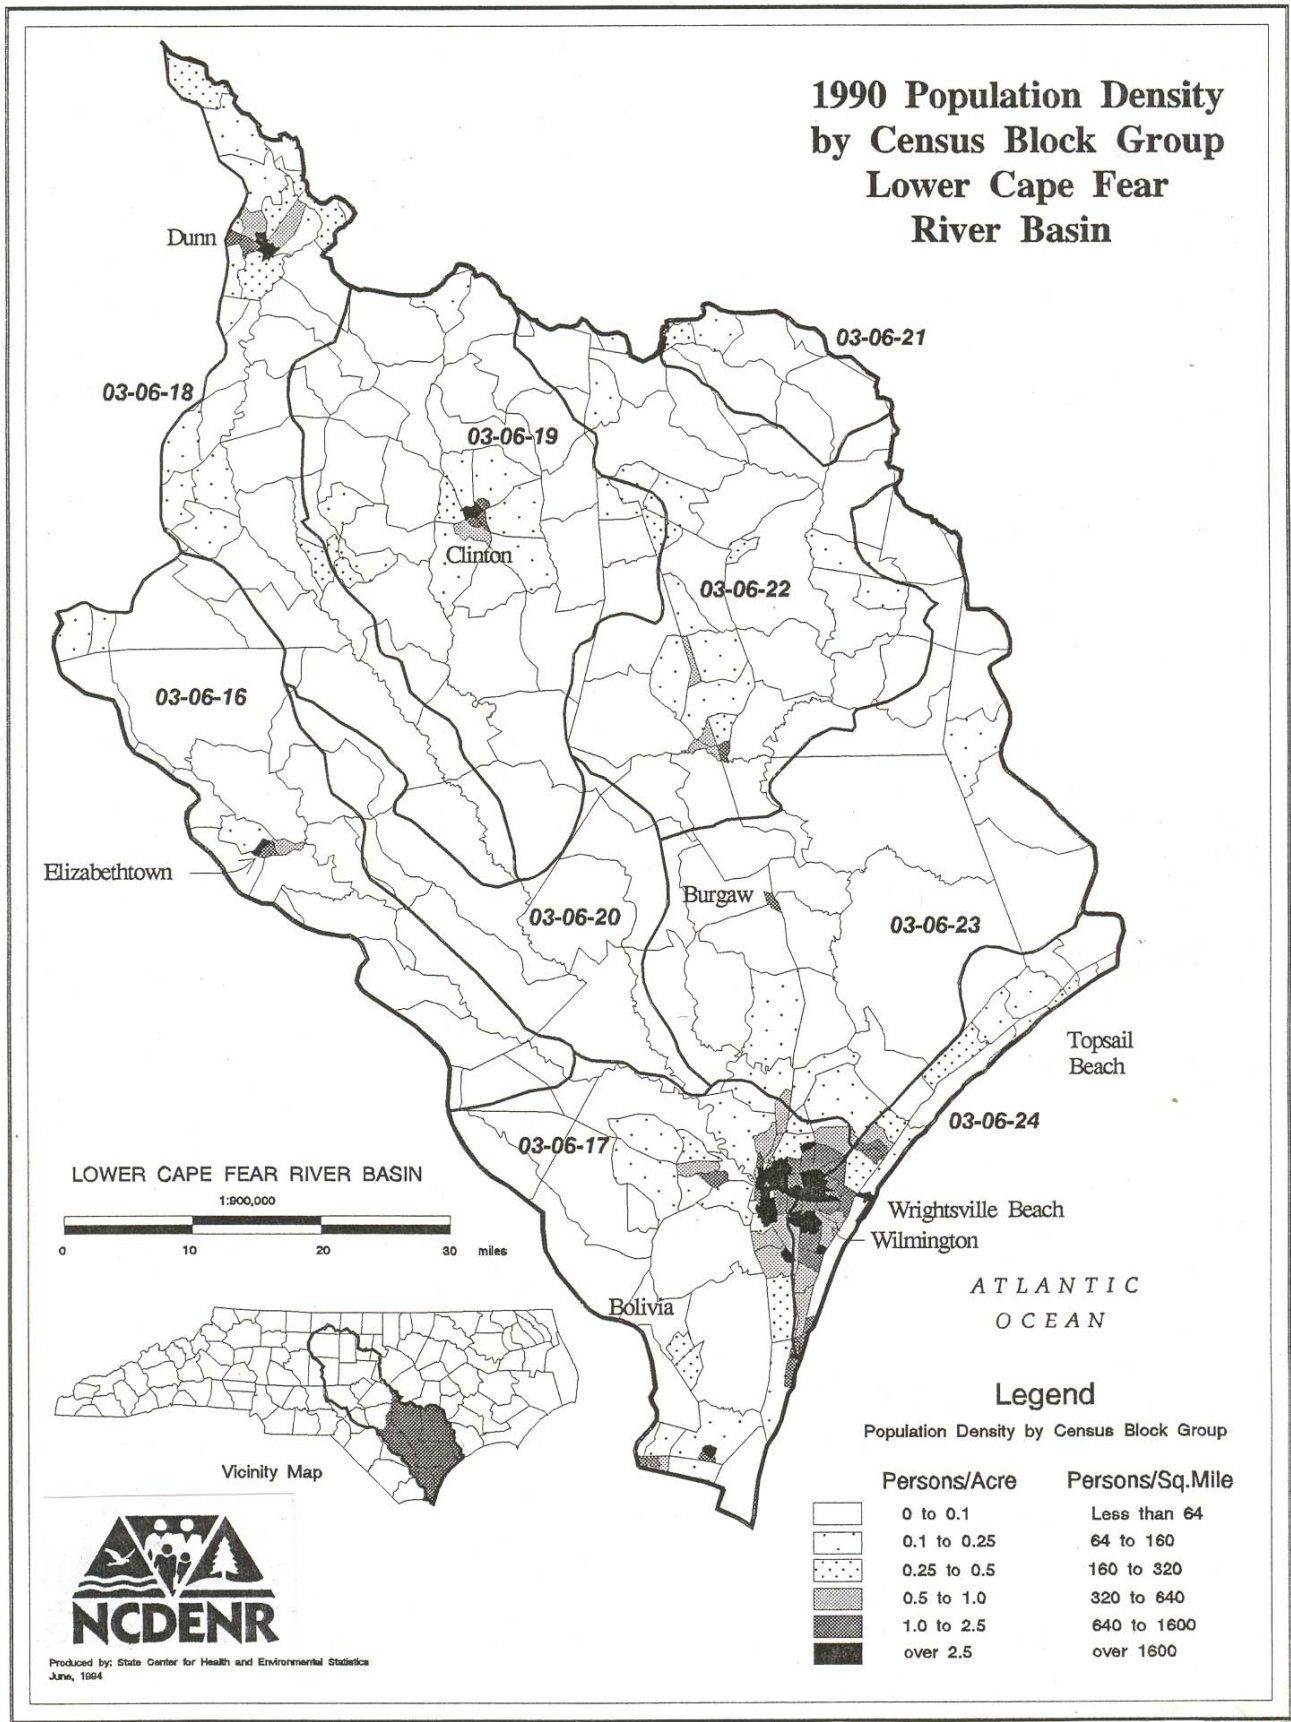 1990 Population Density
by Census Block Group
Lower Cape Fear
River Basin
Dunn
03-06-21
03-06-18
03-06-19
Clinton
03-06-22
03-06-16
Elizabethtown
Burgaw
03-06-20
03-06-23
Topsail
Beach
03-06-24
03-06-17
LOWER CAPE FEAR RIVER BASIN
1:900,000
0 10 20 30 miles
Wrightsville Beach
Wilmington
ATLANTIC
OCEAN
Bolivia
Vicinity Map
Legend
Population Density by Census Block Group
Persons/Acre Persons/Sq.Mile
0 to 0.1 Less than 64
0.1 to 0.25 64 to 160
0.25 to 0.5 160 to 320
0.5 to 1.0 320 to 640
1.0 to 2.5 640 to 1600
over 2.5 over 1600
NCDENR
Produced by: State Center for Health and Environmental Statistics
June, 1994